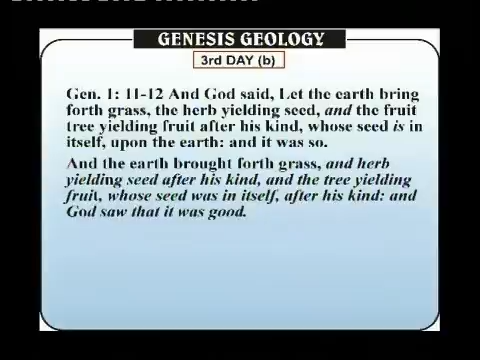 GENESIS GEOLOGY
3rd DAY (b)
Gen. 1: 11-12 And God said, Let the earth bring
forth grass, the herb yielding seed, and the fruit
tree yielding fruit after his kind, whose seed is in
itself, upon the earth: and it was so.
And the earth brought forth grass, and herb
yielding seed after his kind, and the tree yielding
fruit, whose seed was in itself, after his kind: and
God saw that it was good.